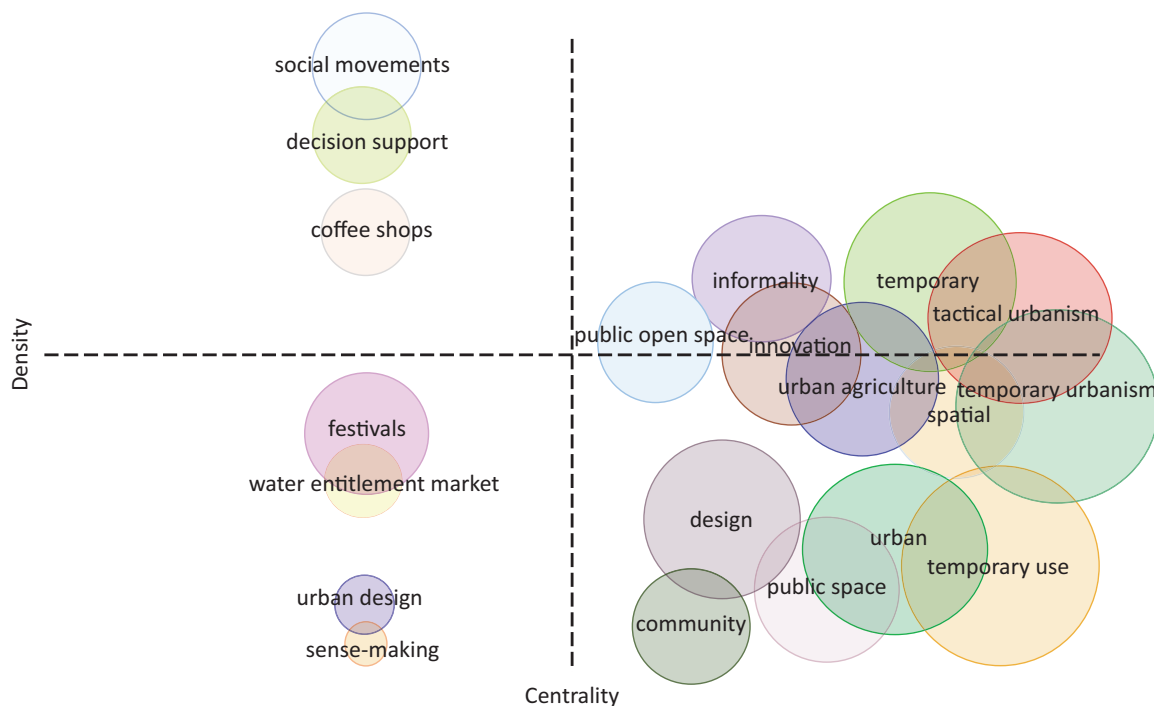 social movements
decision support
coffee shops
informality
temporary
tactical urbanism
public open space
innovation
urban agriculture
temporary urbanism
spatial
Density
festivals
water entitlement market
design
urban
temporary use
public space
urban design
community
sense-making
Centrality